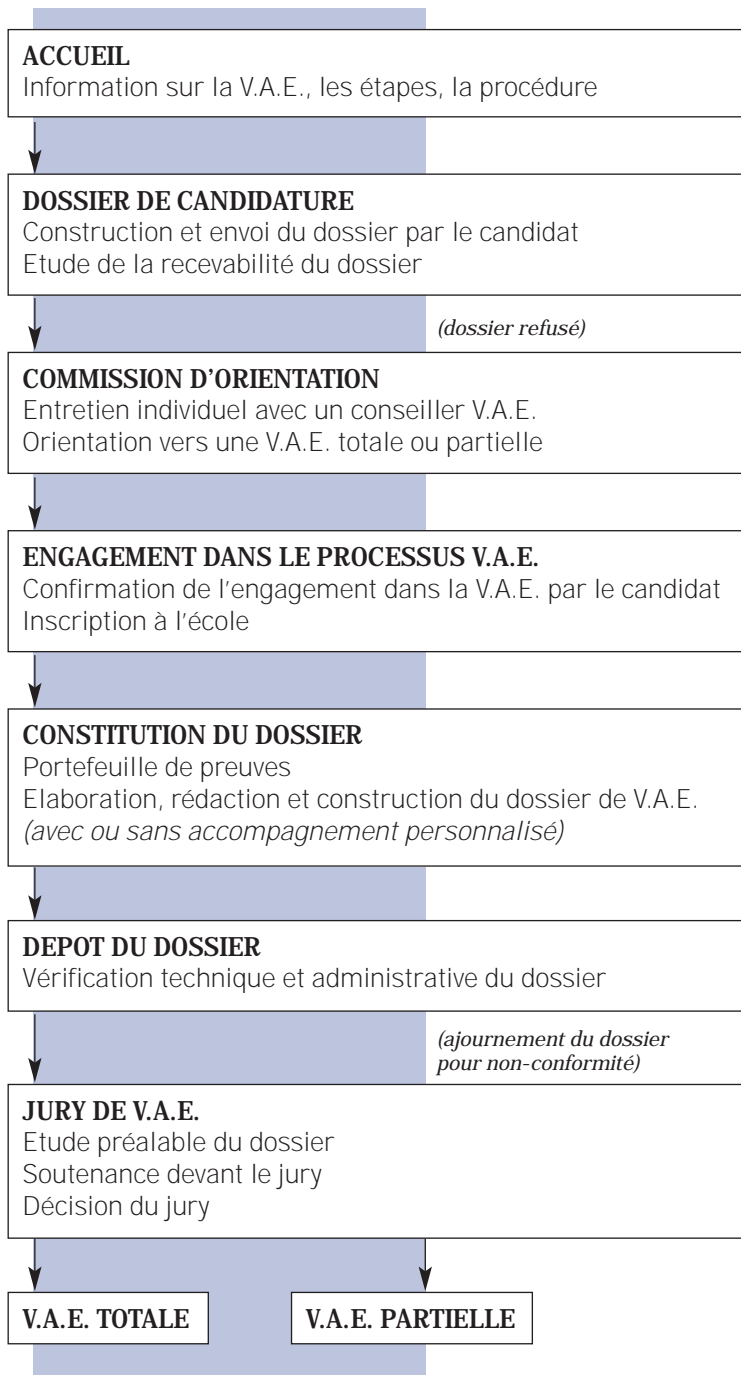 ACCUEIL
Information sur la V.A.E., les étapes, la procédure
DOSSIER DE CANDIDATURE
Construction et envoi du dossier par le candidat
Etude de la recevabilité du dossier
(dossier refusé)
COMMISSION D'ORIENTATION
Entretien individuel avec un conseiller V.A.E.
Orientation vers une V.A.E. totale ou partielle
ENGAGEMENT DANS LE PROCESSUS V.A.E.
Confirmation de l'engagement dans la V.A.E. par le candidat
Inscription à l'école
CONSTITUTION DU DOSSIER
Portefeuille de preuves
Elaboration, rédaction et construction du dossier de V.A.E.
(avec ou sans accompagnement personnalisé)
DEPOT DU DOSSIER
Vérification technique et administrative du dossier
(ajournement du dossier
pour non-conformité)
JURY DE V.A.E.
Etude préalable du dossier
Soutenance devant le jury
Décision du jury
V.A.E. TOTALE
V.A.E. PARTIELLE